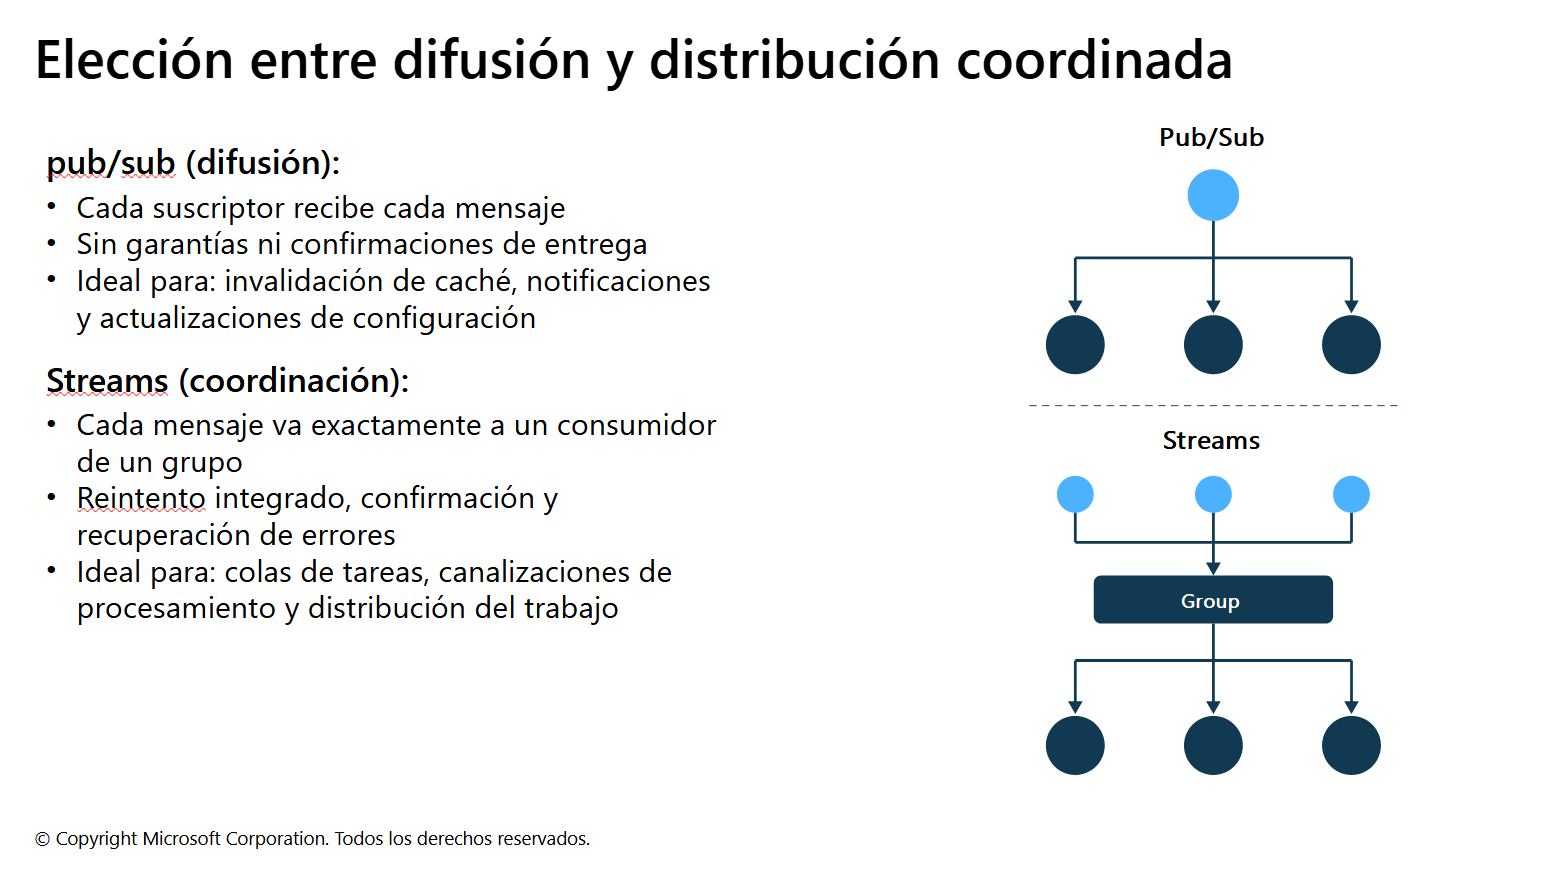 Elección entre difusión y distribución coordinada
pub/sub (difusión):
• Cada suscriptor recibe cada mensaje
• Sin garantías ni confirmaciones de entrega
• Ideal para: invalidación de caché, notificaciones
y actualizaciones de configuración
Streams (coordinación):
• Cada mensaje va exactamente a un consumidor
de un grupo
• Reintento integrado, confirmación y
recuperación de errores
• Ideal para: colas de tareas, canalizaciones de
procesamiento y distribución del trabajo
Pub/Sub
Streams
Group
© Copyright Microsoft Corporation. Todos los derechos reservados.